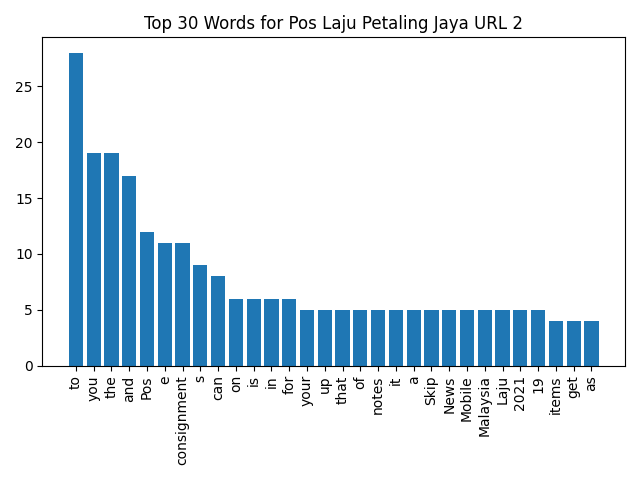 Top 30 Words for Pos Laju Petaling Jaya URL 2
25
20
15
10
5
0
to
you
the
and
Pos
e
consignment
s
can
on
is
in
for
your
up
that
of
notes
it
a
Skip
News
Mobile
Malaysia
Laju
2021
19
items
get
as